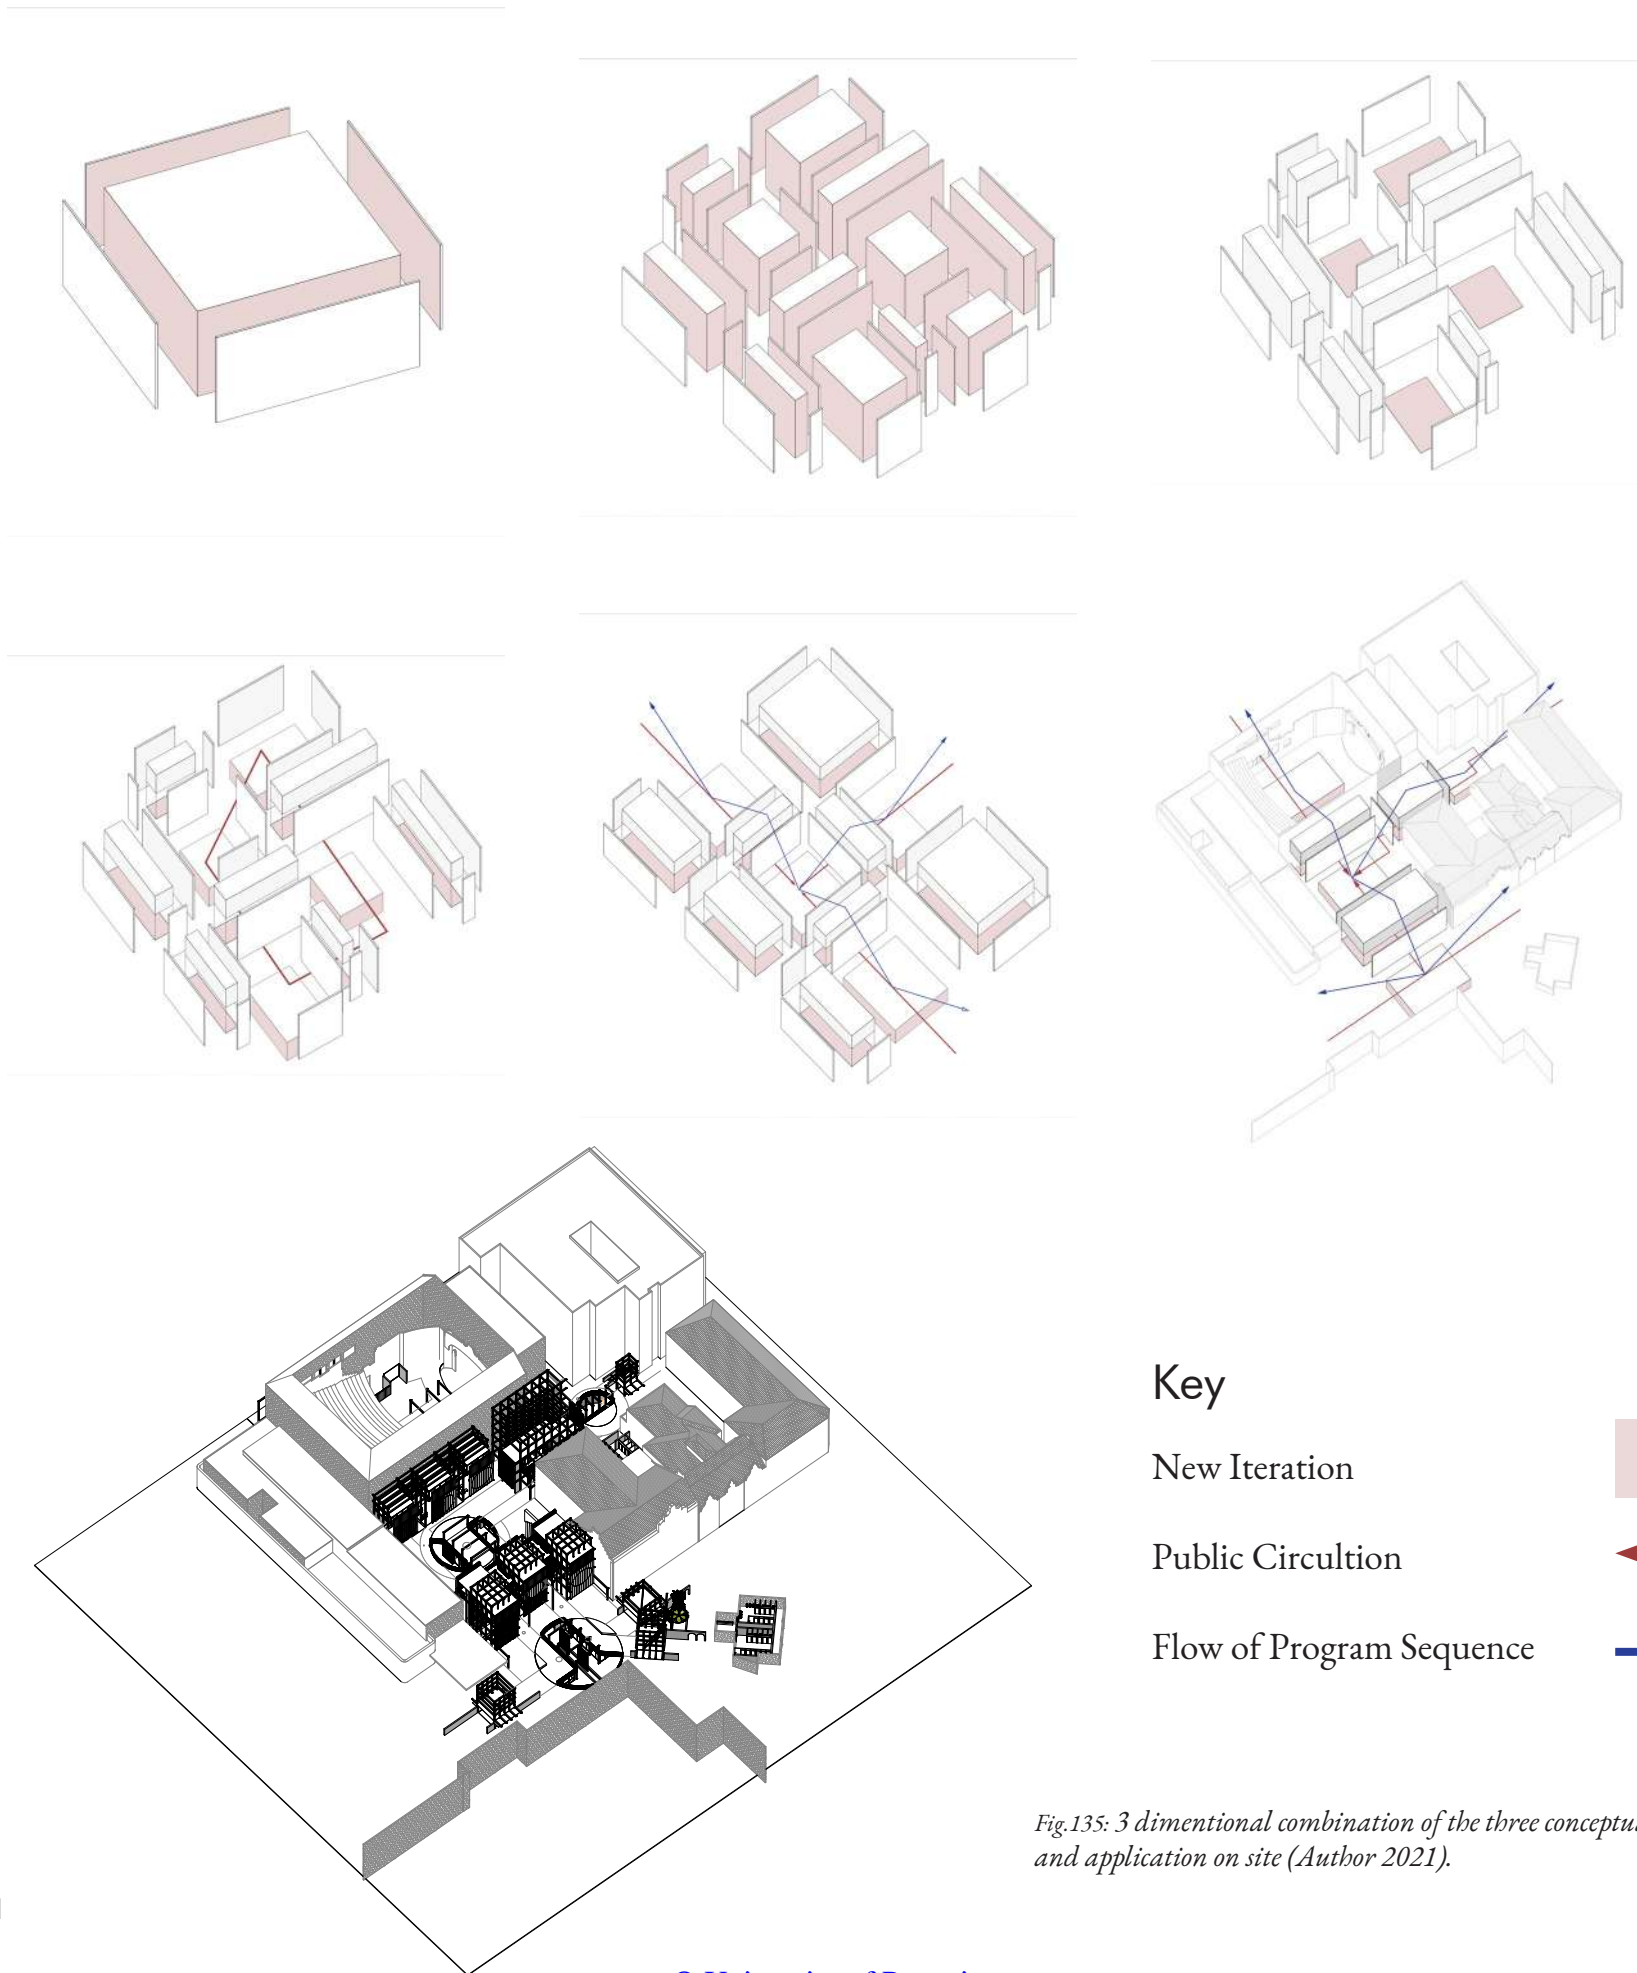 Key
New Iteration
Public Circultion
Flow of Program Sequence
Fig.135: 3 dimentional combination of the three
and application on site (Author 2021).